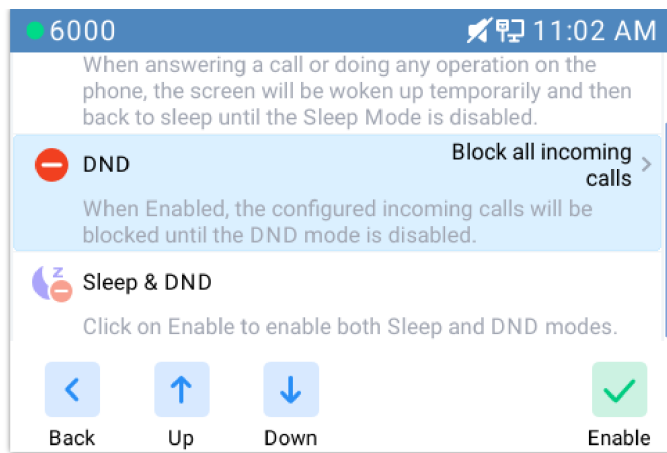 6000 11:02 AM
When answering a call or doing any operation on the
phone, the screen will be woken up temporarily and then
back to sleep until the Sleep Mode is disabled.
DND
Block all incoming
calls
When Enabled, the configured incoming calls will be
blocked until the DND mode is disabled.
z
Sleep & DND
Click on Enable to enable both Sleep and DND modes.
Back Up Down Enable